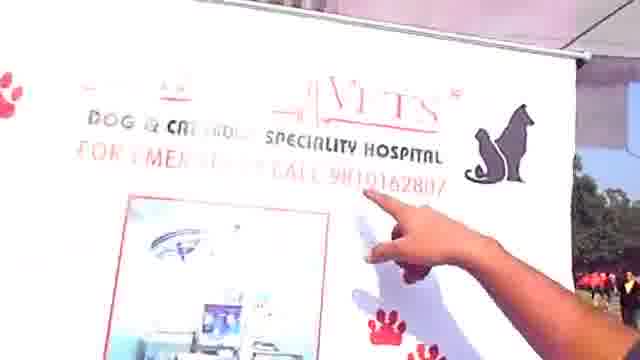 VETS
DOG & CAT SPECIALITY HOSPITAL
FOR EMERGENCY CALL 9810162807